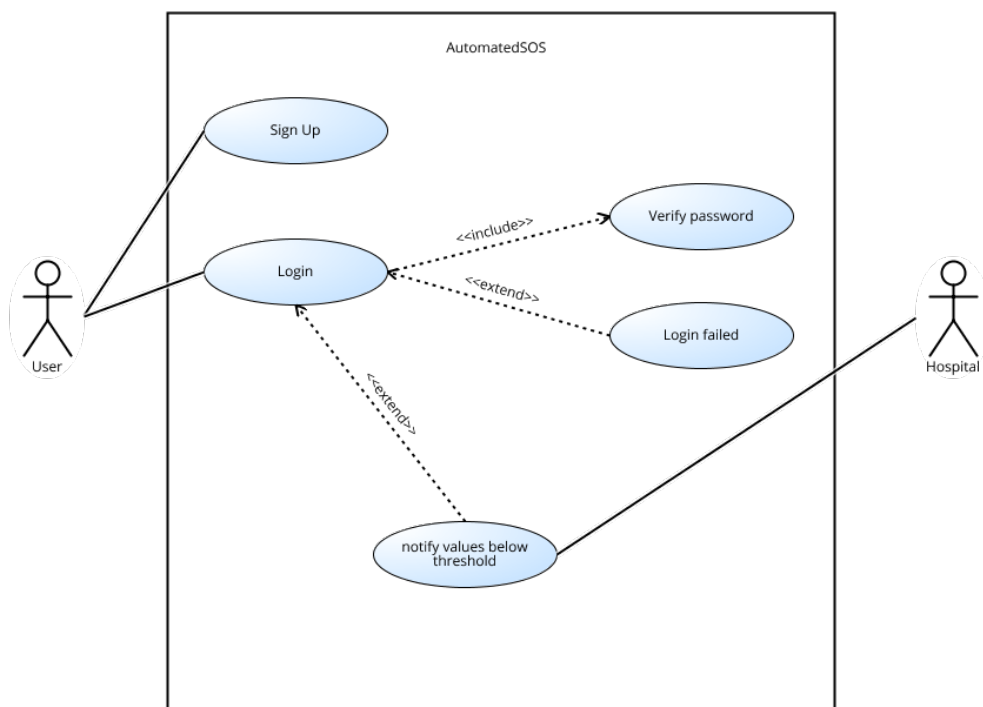 AutomatedSOS
Sign Up
Verify password
<<include>>
Login
<<extend>>
Login failed
User
Hospital
<<extend>>
notify values below
threshold